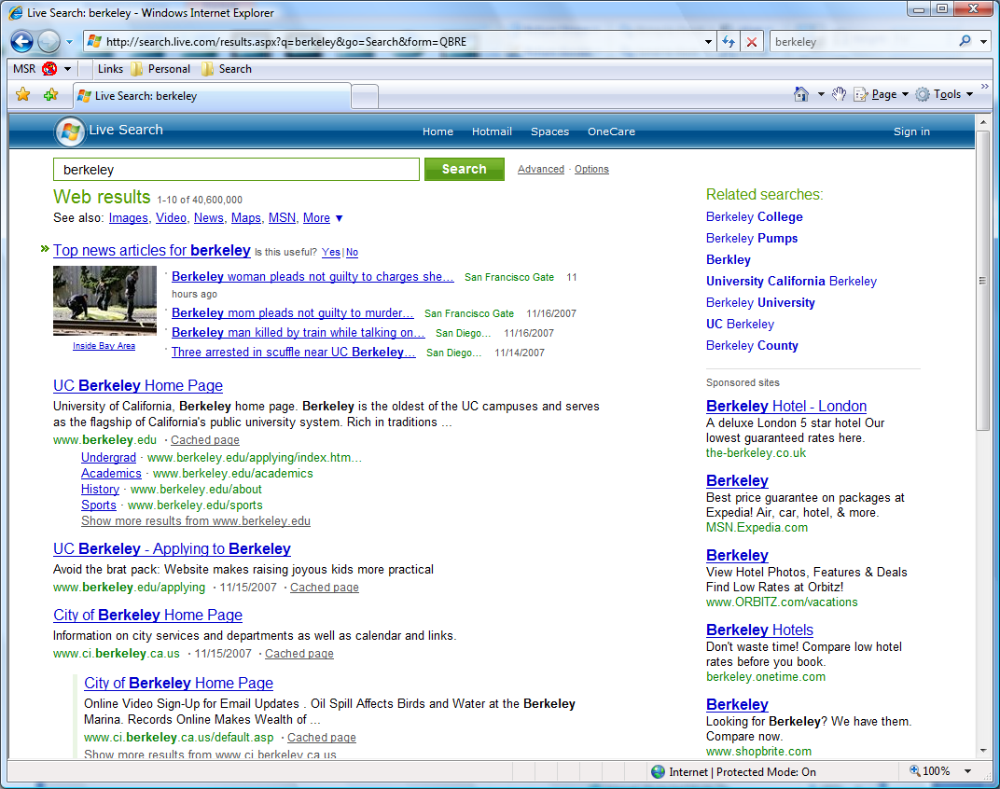 Live Search: berkeley - Windows Internet Explorer
http://search.live.com/results.aspx?q=berkeley&go=Search&form=QBRE
berkeley
MSR Links Personal Search
Live Search: berkeley
Page Tools »
Live Search Home Hotmail Spaces OneCare Sign in
berkeley Search Advanced · Options
Web results 1-10 of 40,600,000
See also: Images, Video, News, Maps, MSN, More ▼
» Top news articles for berkeley Is this useful? Yes | No
Berkeley woman pleads not guilty to charges she... San Francisco Gate 11
hours ago
Berkeley mom pleads not guilty to murder... San Francisco Gate 11/16/2007
Berkeley man killed by train while talking on... San Diego... 11/16/2007
Three arrested in scuffle near UC Berkeley... San Diego... 11/14/2007
Inside Bay Area
UC Berkeley Home Page
University of California, Berkeley home page. Berkeley is the oldest of the UC campuses and serves
as the flagship of California's public university system. Rich in traditions ...
www.berkeley.edu · Cached page
Undergrad · www.berkeley.edu/applying/index.htm...
Academics · www.berkeley.edu/academics
History · www.berkeley.edu/about
Sports · www.berkeley.edu/sports
Show more results from www.berkeley.edu
UC Berkeley - Applying to Berkeley
Avoid the brat pack: Website makes raising joyous kids more practical
www.berkeley.edu/applying · 11/15/2007 · Cached page
City of Berkeley Home Page
Information on city services and departments as well as calendar and links.
www.ci.berkeley.ca.us · 11/15/2007 · Cached page
City of Berkeley Home Page
Online Video Sign-Up for Email Updates . Oil Spill Affects Birds and Water at the Berkeley
Marina. Records Online Makes Wealth of ...
www.ci.berkeley.ca.us/default.asp · Cached page
Show more results from www.ci.berkeley.ca.us
Related searches:
Berkeley College
Berkeley Pumps
Berkley
University California Berkeley
Berkeley University
UC Berkeley
Berkeley County
Sponsored sites
Berkeley Hotel - London
A deluxe London 5 star hotel Our
lowest guaranteed rates here.
the-berkeley.co.uk
Berkeley
Best price guarantee on packages at
Expedia! Air, car, hotel, & more.
MSN.Expedia.com
Berkeley
View Hotel Photos, Features & Deals
Find Low Rates at Orbitz!
www.ORBITZ.com/vacations
Berkeley Hotels
Don't waste time! Compare low hotel
rates before you book.
berkeley.onetime.com
Berkeley
Looking for Berkeley? We have them.
Compare now.
www.shopbrite.com
Internet | Protected Mode: On 100%